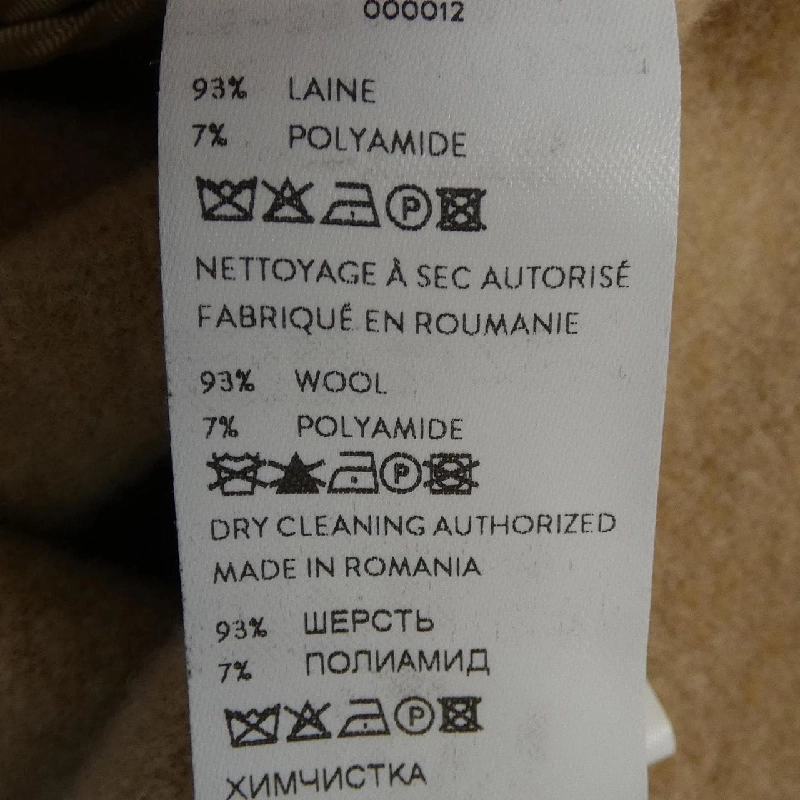 000012
93% LAINE
7% POLYAMIDE
P
NETTOYAGE À SEC AUTORISÉ
FABRIQUÉ EN ROUMANIE
93% WOOL
7% POLYAMIDE
P
DRY CLEANING AUTHORIZED
MADE IN ROMANIA
93% ШЕРСТЬ
7% ПОЛИАМИД
P
ХИМЧИСТКА